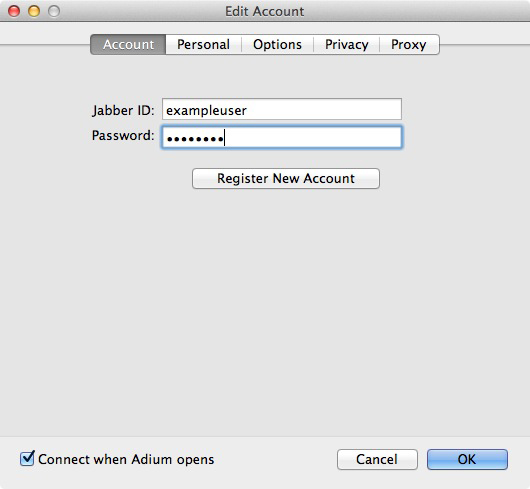 Edit Account
Account Personal Options Privacy Proxy
Jabber ID: exampleuser
Password: ••••••••
Register New Account
Connect when Adium opens Cancel OK